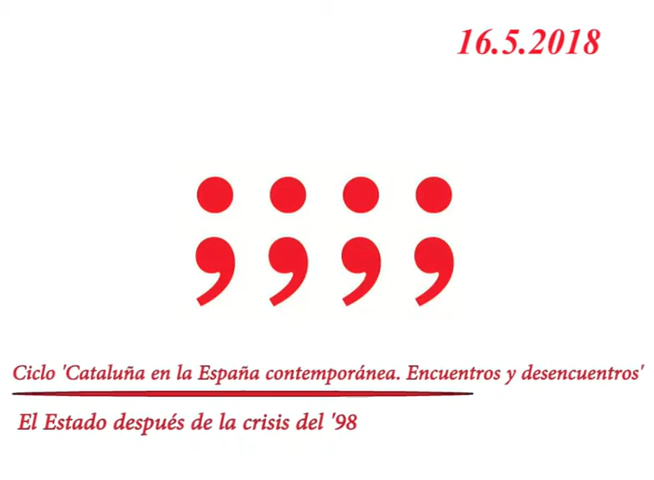 16.5.2018
;;;;
Ciclo 'Cataluña en la España contemporánea. Encuentros y desencuentros'
El Estado después de la crisis del '98